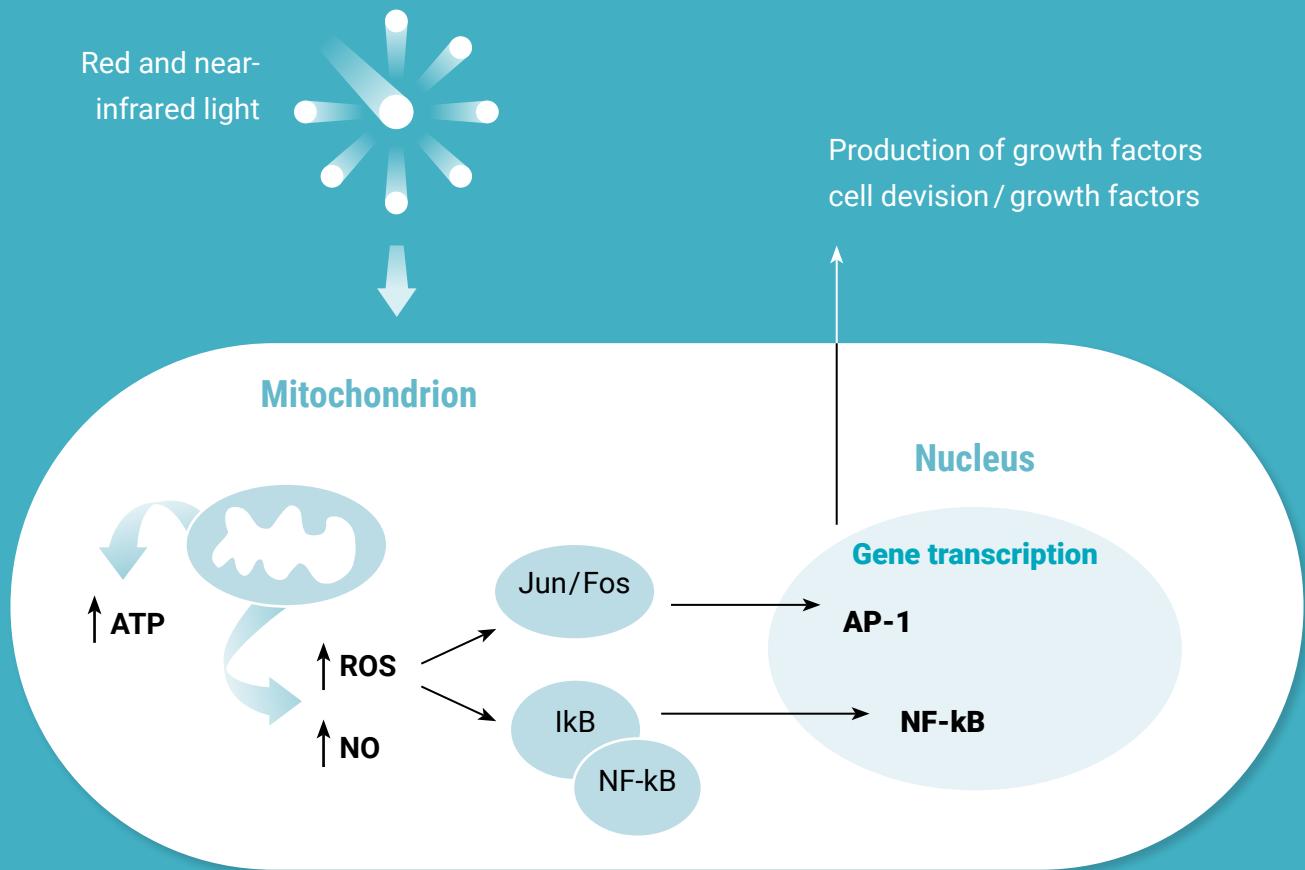 Red and near-
infrared light
Production of growth factors
cell devision / growth factors
Mitochondrion
Nucleus
Gene transcription
Jun/Fos
AP-1
ATP
ROS
IkB
NF-kB
NO
NF-kB